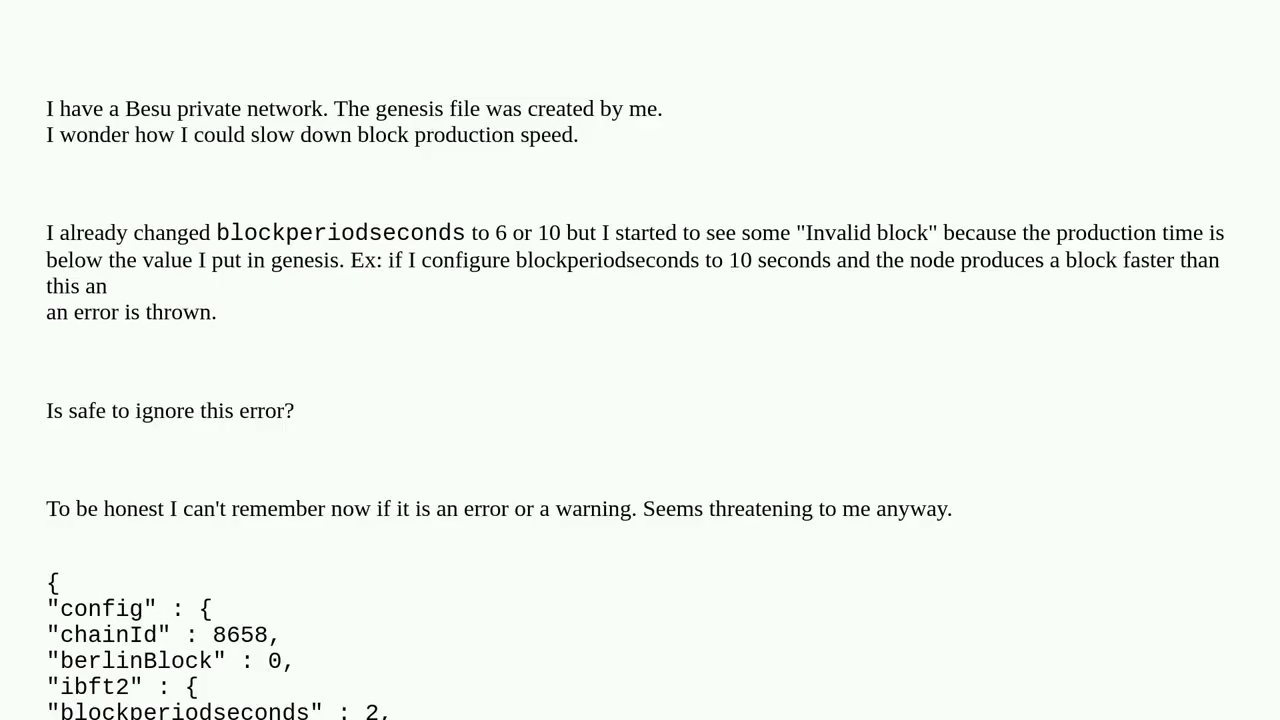 I have a Besu private network. The genesis file was created by me.
I wonder how I could slow down block production speed.
I already changed blockperiodseconds to 6 or 10 but I started to see some "Invalid block" because the production time is
below the value I put in genesis. Ex: if I configure blockperiodseconds to 10 seconds and the node produces a block faster than
this an
an error is thrown.
Is safe to ignore this error?
To be honest I can't remember now if it is an error or a warning. Seems threatening to me anyway.
{
"config" : {
"chainId" : 8658,
"berlinBlock" : 0,
"ibft2" : {
"blockperiodseconds" : 2,